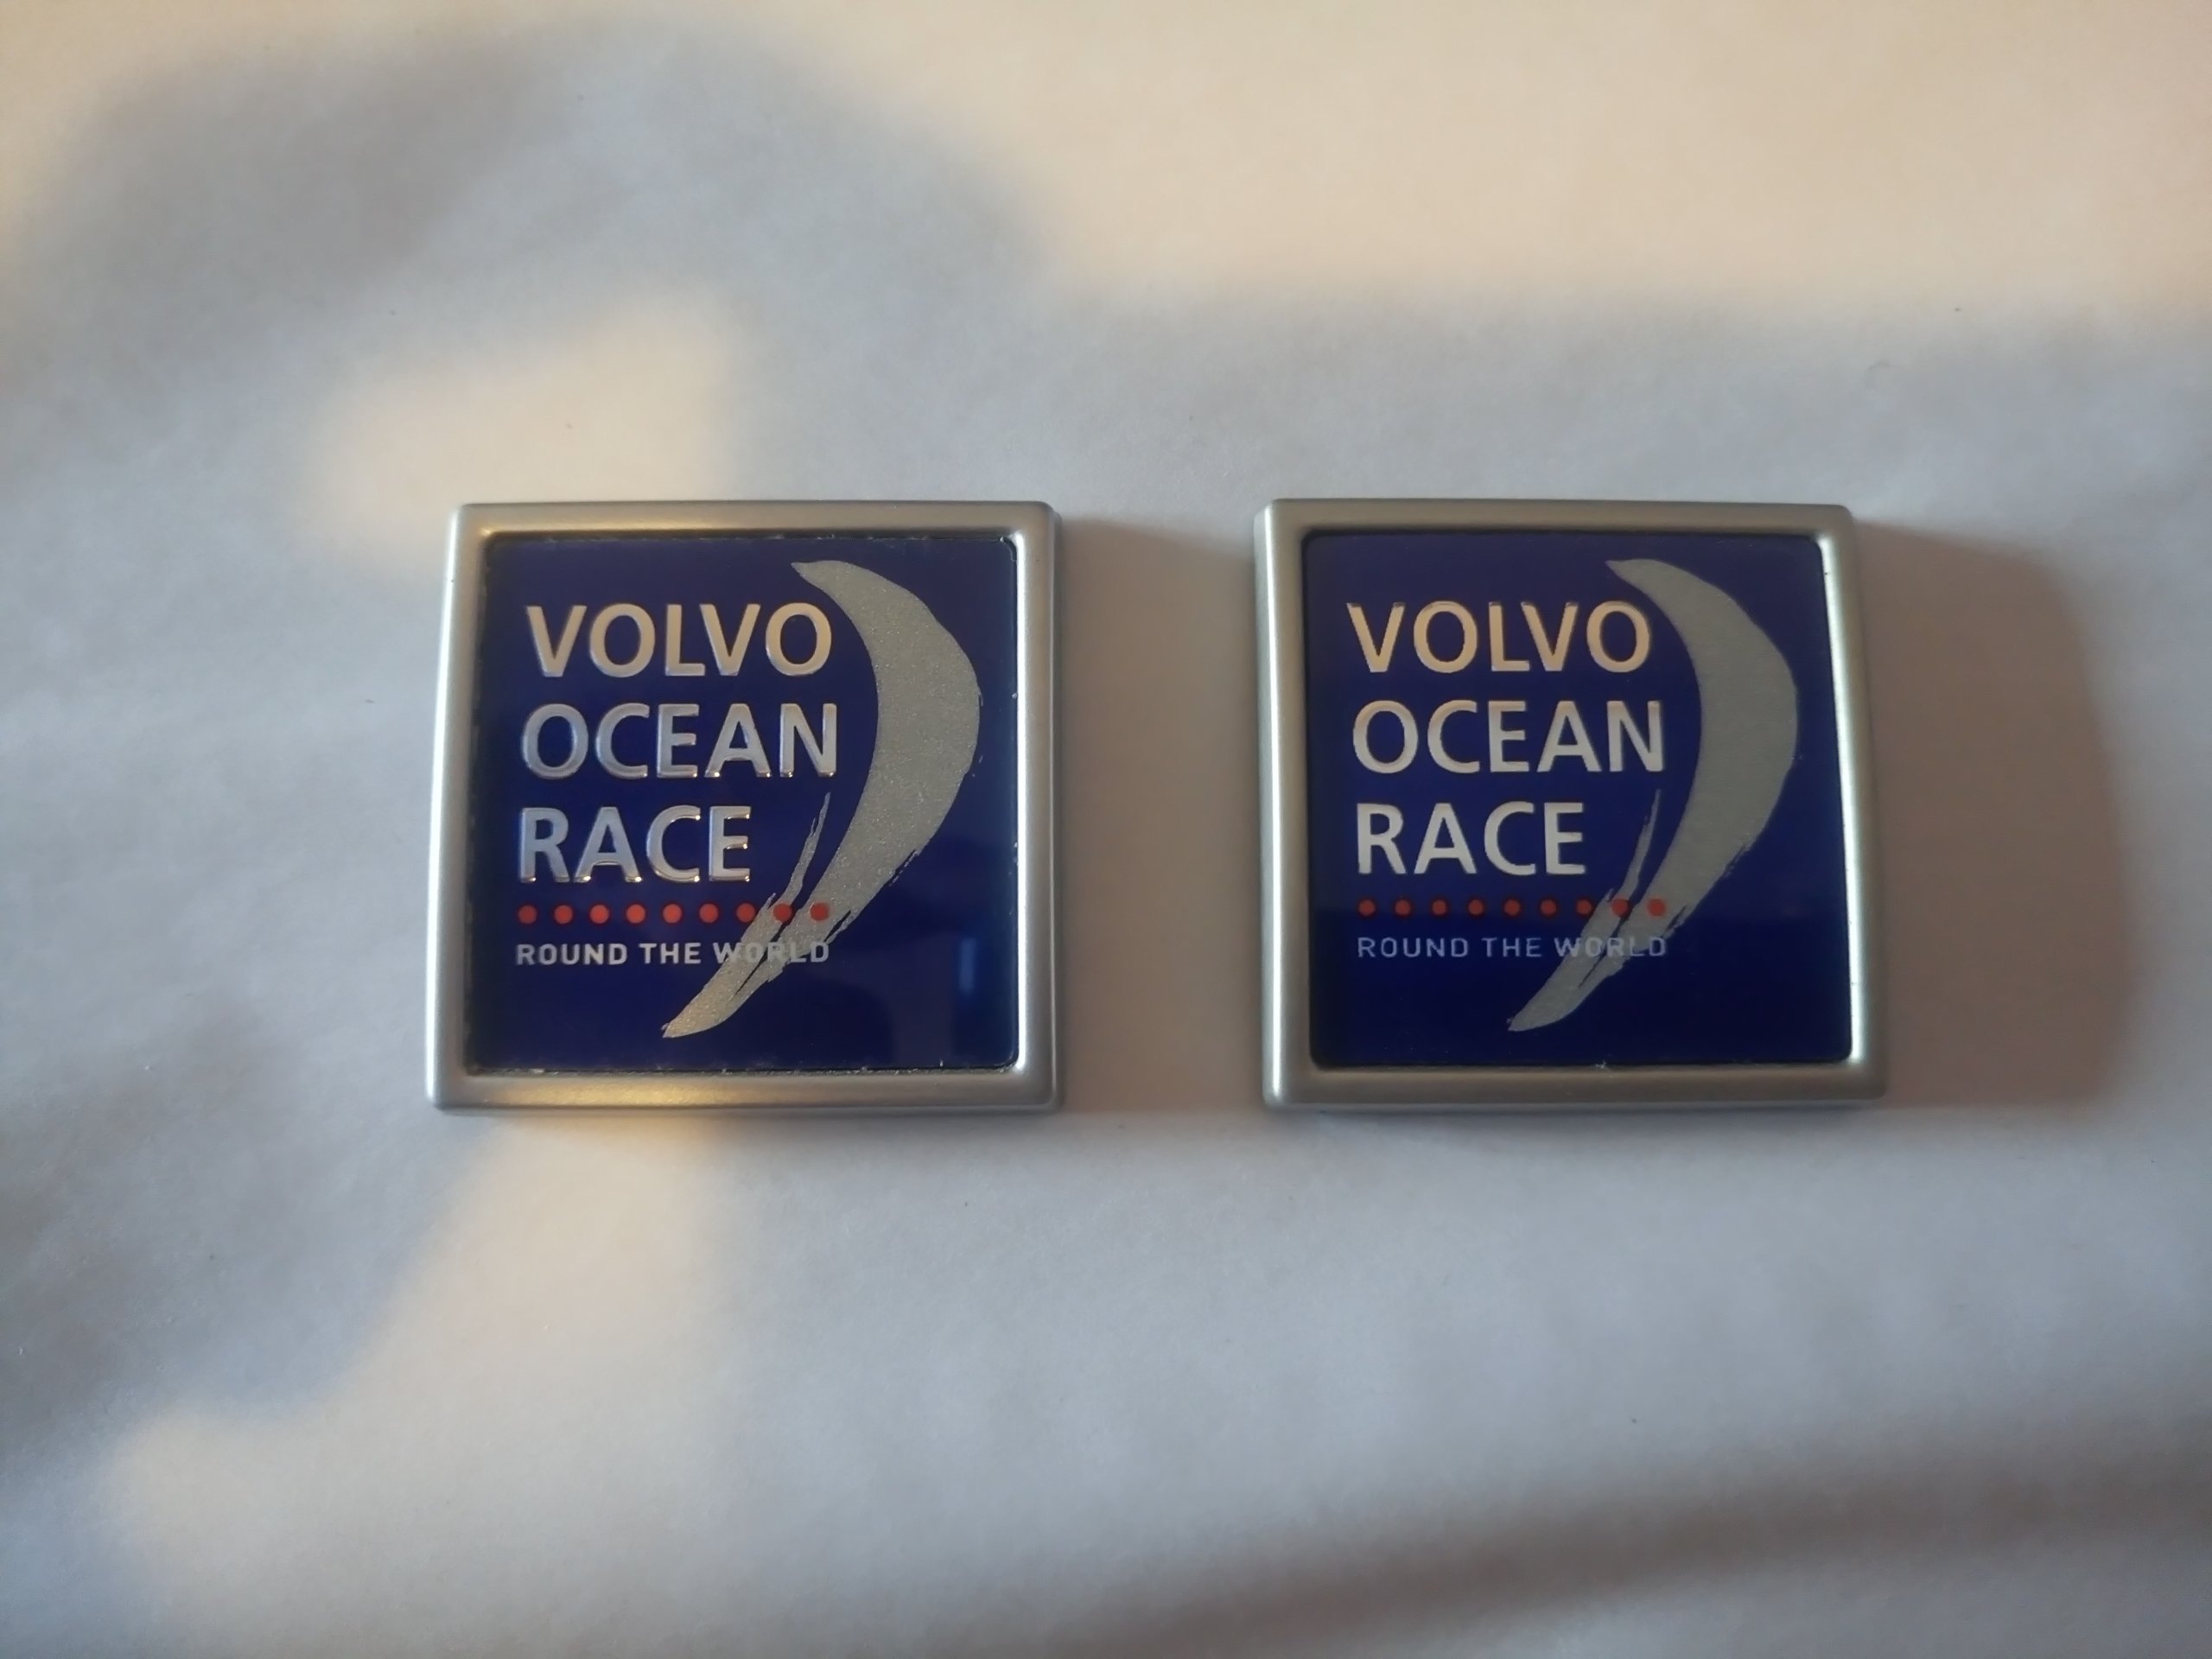 VOLVO
OCEAN
RACE
ROUND THE WORLD
VOLVO
OCEAN
RACE
ROUND THE WORLD